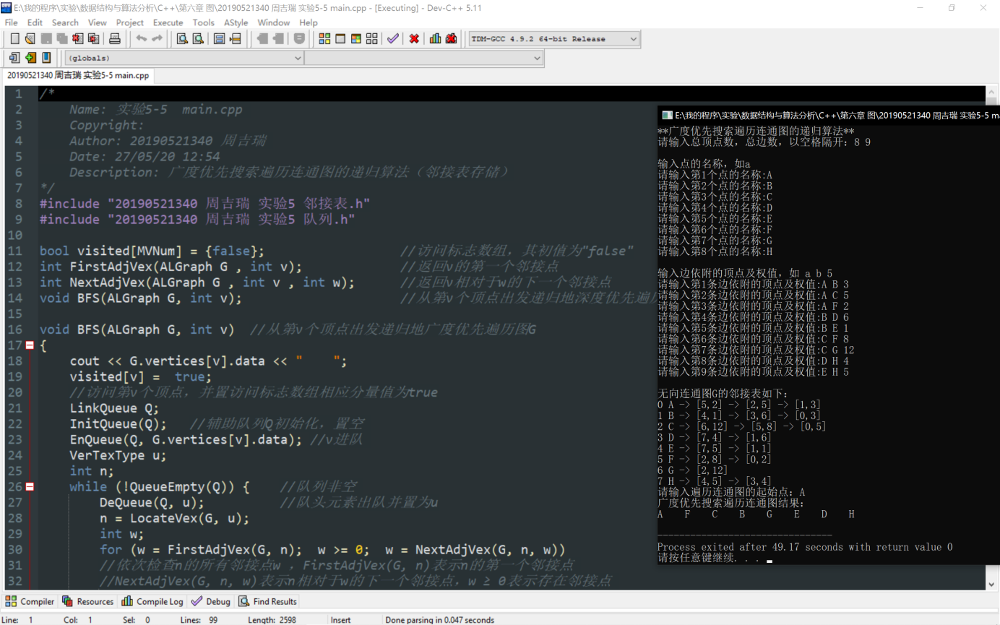 E:\我的程序\实验\数据结构与算法分析\C++\第六章 图\20190521340 周吉瑞 实验5-5 main.cpp - [Executing] - Dev-C++ 5.11
File Edit Search View Project Execute Tools AStyle Window Help
TDM-GCC 4.9.2 64-bit Release
(globals)
20190521340 周吉瑞 实验5-5 main.cpp
1 /*
2 Name: 实验5-5 main.cpp
3 Copyright:
4 Author: 20190521340 周吉瑞
5 Date: 27/05/20 12:54
6 Description: 广度优先搜索遍历连通图的递归算法（邻接表存储）
7 */
8 #include "20190521340 周吉瑞 实验5 邻接表.h"
9 #include "20190521340 周吉瑞 实验5 队列.h"
10
11 bool visited[MVNum] = {false}; //访问标志数组，其初值为"false"
12 int FirstAdjVex(ALGraph G , int v); //返回v的第一个邻接点
13 int NextAdjVex(ALGraph G , int v , int w); //返回v相对于w的下一个邻接点
14 void BFS(ALGraph G, int v); //从第v个顶点出发递归地深度优先遍历
15
16 void BFS(ALGraph G, int v) //从第v个顶点出发递归地广度优先遍历图G
17 {
18 cout << G.vertices[v].data << "    ";
19 visited[v] =  true;
20 //访问第v个顶点，并置访问标志数组相应分量值为true
21 LinkQueue Q;
22 InitQueue(Q); //辅助队列Q初始化，置空
23 EnQueue(Q, G.vertices[v].data); //v进队
24 VerTexType u;
25 int n;
26 while (!QueueEmpty(Q)) { //队列非空
27 DeQueue(Q, u); //队头元素出队并置为u
28 n = LocateVex(G, u);
29 int w;
30 for (w = FirstAdjVex(G, n);  w >= 0;  w = NextAdjVex(G, n, w))
31 //依次检查n的所有邻接点w ，FirstAdjVex(G, n)表示n的第一个邻接点
32 //NextAdjVex(G, n, w)表示n相对于w的下一个邻接点，w ≥ 0表示存在邻接点
E:\我的程序\实验\数据结构与算法分析\C++\第六章 图\20190521340 周吉瑞 实验5-5 m
**广度优先搜索遍历连通图的递归算法**
请输入总顶点数，总边数，以空格隔开: 8 9
输入点的名称，如a
请输入第1个点的名称:A
请输入第2个点的名称:B
请输入第3个点的名称:C
请输入第4个点的名称:D
请输入第5个点的名称:E
请输入第6个点的名称:F
请输入第7个点的名称:G
请输入第8个点的名称:H
输入边依附的顶点及权值，如 a b 5
请输入第1条边依附的顶点及权值:A B 3
请输入第2条边依附的顶点及权值:A C 5
请输入第3条边依附的顶点及权值:A F 2
请输入第4条边依附的顶点及权值:B D 6
请输入第5条边依附的顶点及权值:B E 1
请输入第6条边依附的顶点及权值:C F 8
请输入第7条边依附的顶点及权值:C G 12
请输入第8条边依附的顶点及权值:D H 4
请输入第9条边依附的顶点及权值:E H 5
无向连通图G的邻接表如下:
0 A -> [5,2] -> [2,5] -> [1,3]
1 B -> [4,1] -> [3,6] -> [0,3]
2 C -> [6,12] -> [5,8] -> [0,5]
3 D -> [7,4] -> [1,6]
4 E -> [7,5] -> [1,1]
5 F -> [2,8] -> [0,2]
6 G -> [2,12]
7 H -> [4,5] -> [3,4]
请输入遍历连通图的起始点: A
广度优先搜索遍历连通图结果:
A F C B G E D H
--------------------------------
Process exited after 49.17 seconds with return value 0
请按任意键继续. . .
Compiler Resources Compile Log Debug Find Results
Line: 1 Col: 1 Sel: 0 Lines: 99 Length: 2598 Insert Done parsing in 0.047 seconds